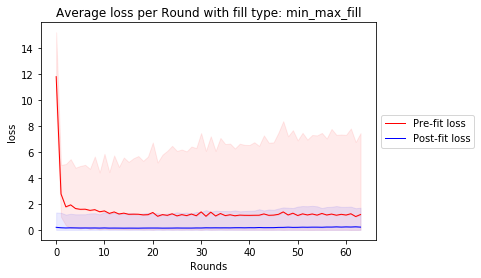 Average loss per Round with fill type: min_max_fill
14
12
10
8
6
4
2
0
loss
0 10 20 30 40 50 60
Rounds
Pre-fit loss
Post-fit loss